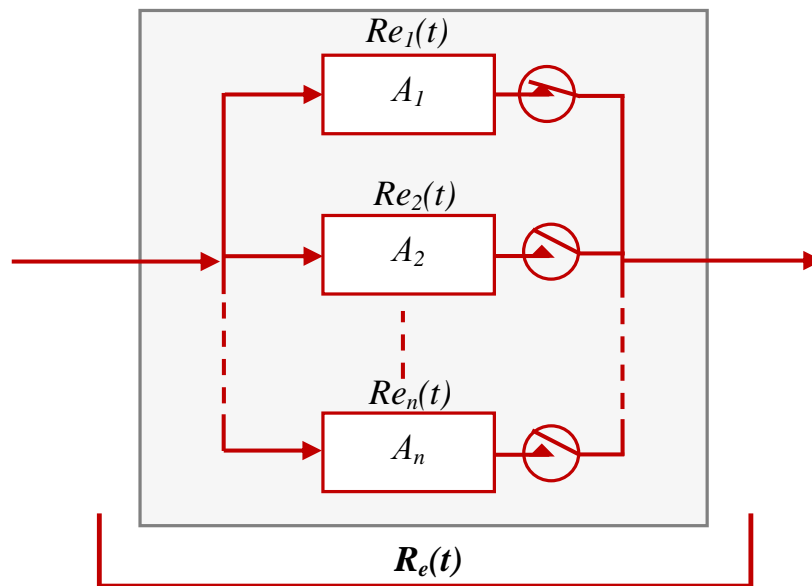 Re1(t)
A1
Re2(t)
A2
Ren(t)
An
Re(t)